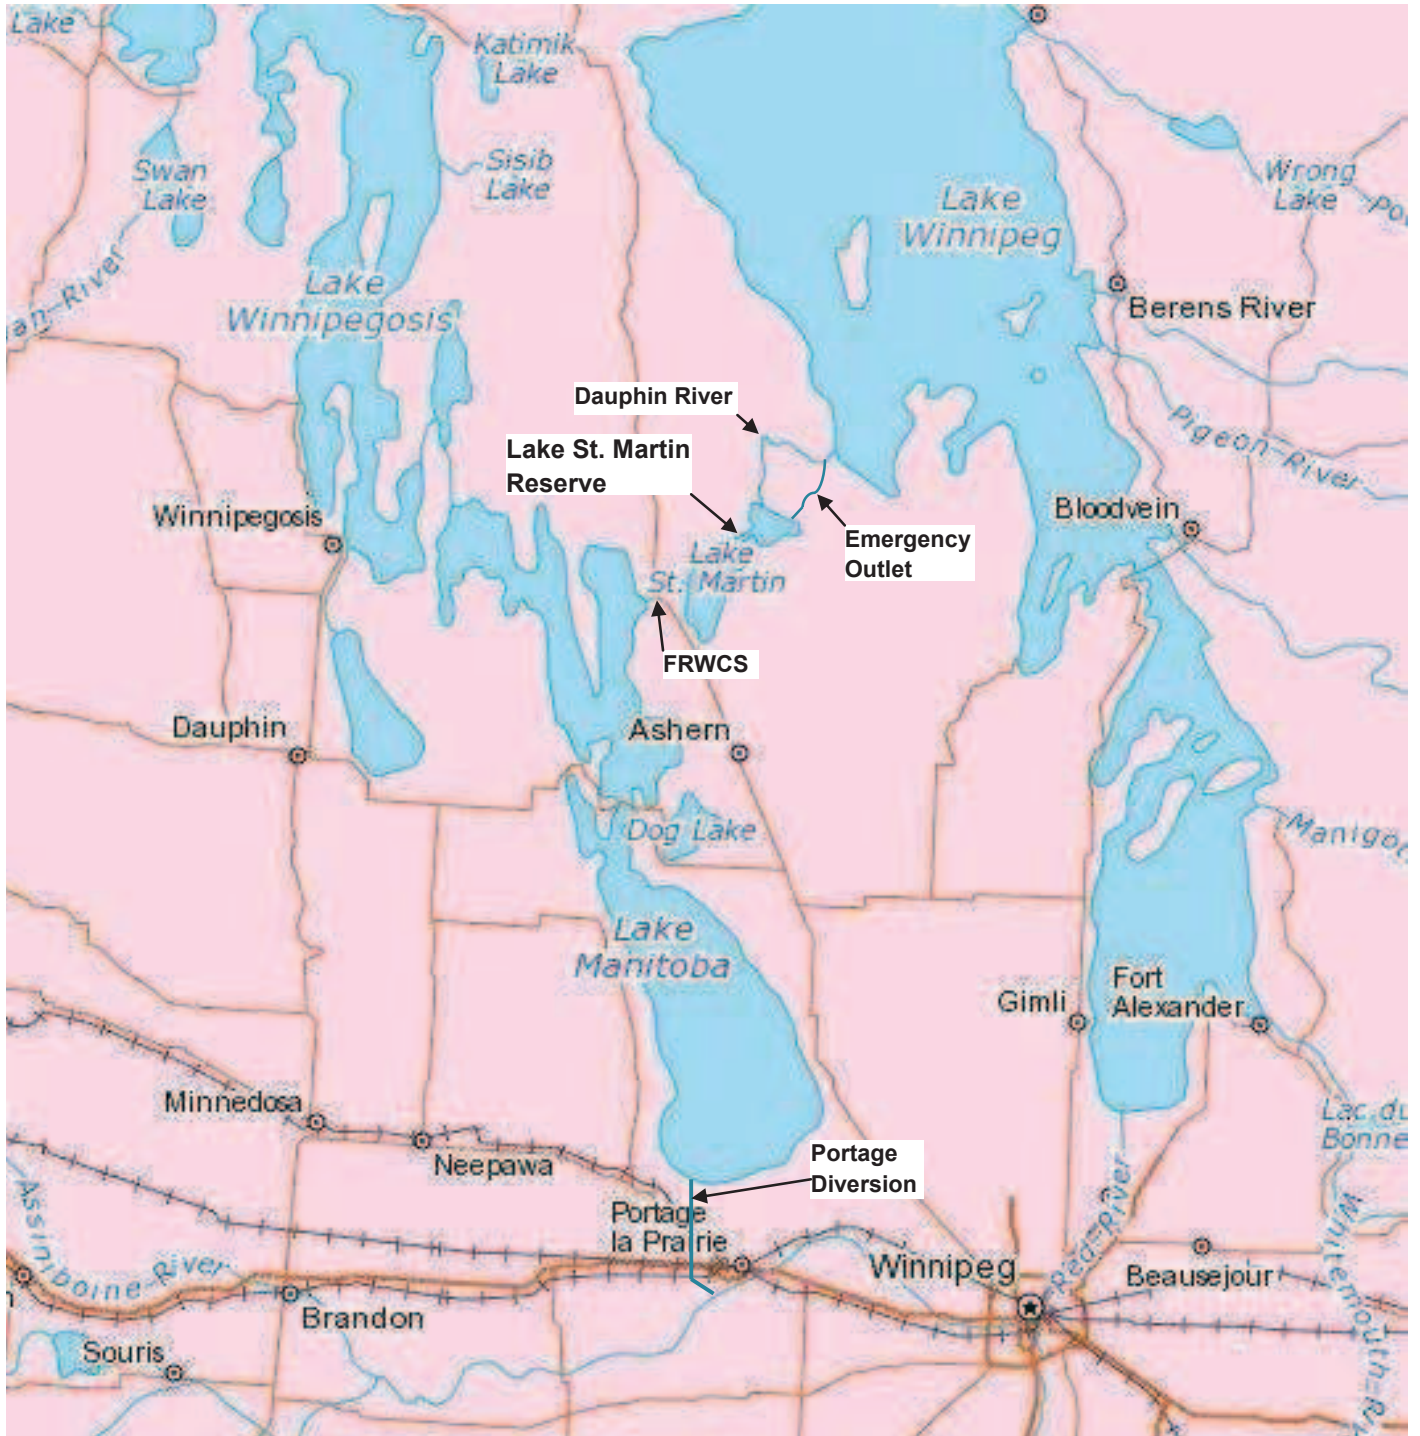 Lake
Katimik
Lake
Swan
Lake
Sisib
Lake
Wrong
Lake
Lake
Winnipeg
Lake
Winnipegosis
Berens River
Dauphin River
Lake St. Martin
Reserve
Pigeon River
Winnipegosis
Bloodvein
Emergency
Outlet
Lake
St. Martin
FRWCS
Dauphin
Ashern
Dog Lake
Lake
Manitoba
Gimli
Fort
Alexander
Minnedosa
Neepawa
Lac du
Bonne
Portage
Diversion
Portage
la Prairie
Assiniboine River
Winnipeg
Red River
Beausejour
Brandon
Souris